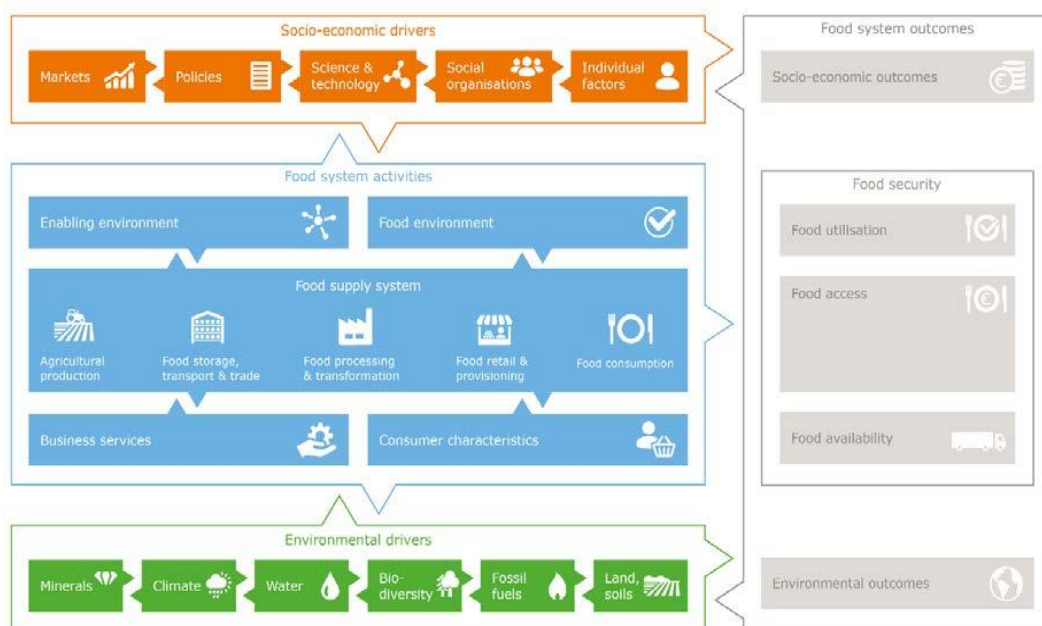 Socio-economic drivers
Markets
Policies
Science &
technology
Social
organisations
Individual
factors
Food system outcomes
Socio-economic outcomes
€
Food system activities
Enabling environment
Food environment
Food supply system
Agricultural
production
Food storage,
transport & trade
Food processing
& transformation
Food retail &
provisioning
Food consumption
Business services
Consumer characteristics
Food security
Food utilisation
Food access
€
Food availability
Environmental drivers
Minerals
Climate
Water
Bio-
diversity
Fossil
fuels
Land,
soils
Environmental outcomes